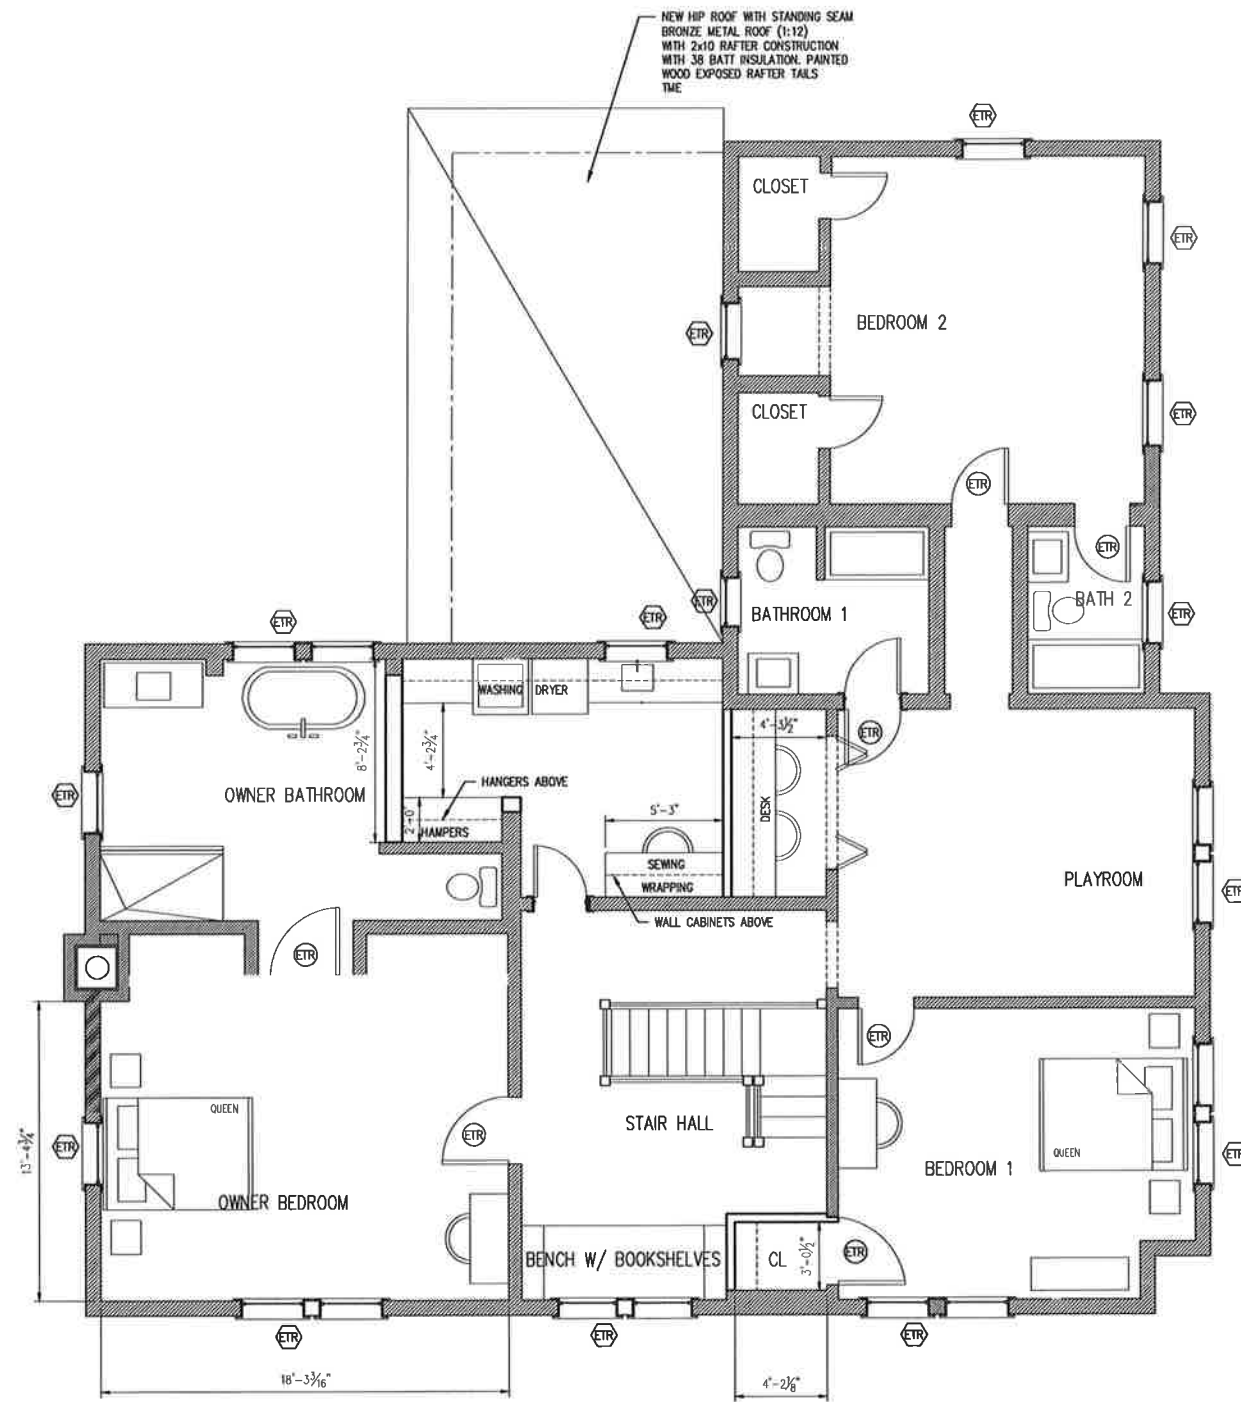 NEW HIP ROOF WITH STANDING SEAM
BRONZE METAL ROOF (1:12)
WITH 2x10 RAFTER CONSTRUCTION
WITH 38 BATT INSULATION. PAINTED
WOOD EXPOSED RAFTER TAILS
TME
ETR
CLOSET
ETR
BEDROOM 2
ETR
CLOSET
ETR
ETR
ETR
BATHROOM 1
ETR
BATH 2
ETR
ETR
ETR
WASHING
DRYER
4'-3½"
ETR
8'-2¾"
4'-2¾"
HANGERS ABOVE
OWNER BATHROOM
ETR
2'-0"
HAMPERS
5'-3"
DESK
SEWING
WRAPPING
WALL CABINETS ABOVE
PLAYROOM
ETR
ETR
ETR
13'-4¾"
QUEEN
ETR
ETR
STAIR HALL
QUEEN
ETR
BEDROOM 1
OWNER BEDROOM
BENCH W/ BOOKSHELVES
CL
3'-0½"
ETR
ETR
ETR
ETR
18'-3³⁄₁₆"
4'-2⅛"